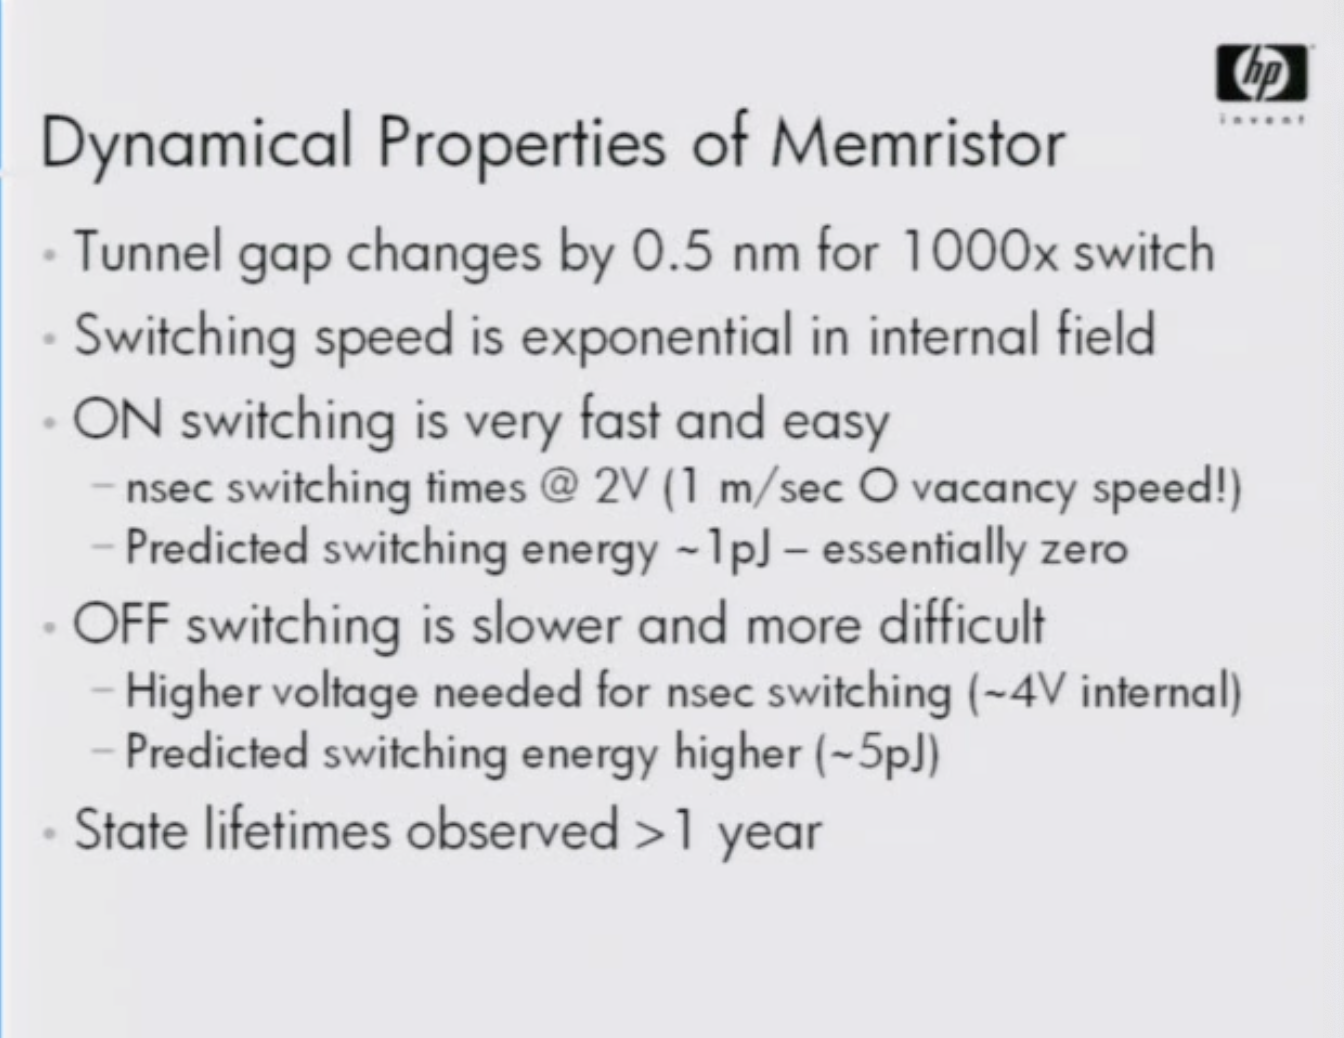 hp
invent
Dynamical Properties of Memristor
• Tunnel gap changes by 0.5 nm for 1000x switch
• Switching speed is exponential in internal field
• ON switching is very fast and easy
– nsec switching times @ 2V (1 m/sec O vacancy speed!)
– Predicted switching energy ~1pJ – essentially zero
• OFF switching is slower and more difficult
– Higher voltage needed for nsec switching (~4V internal)
– Predicted switching energy higher (~5pJ)
• State lifetimes observed >1 year